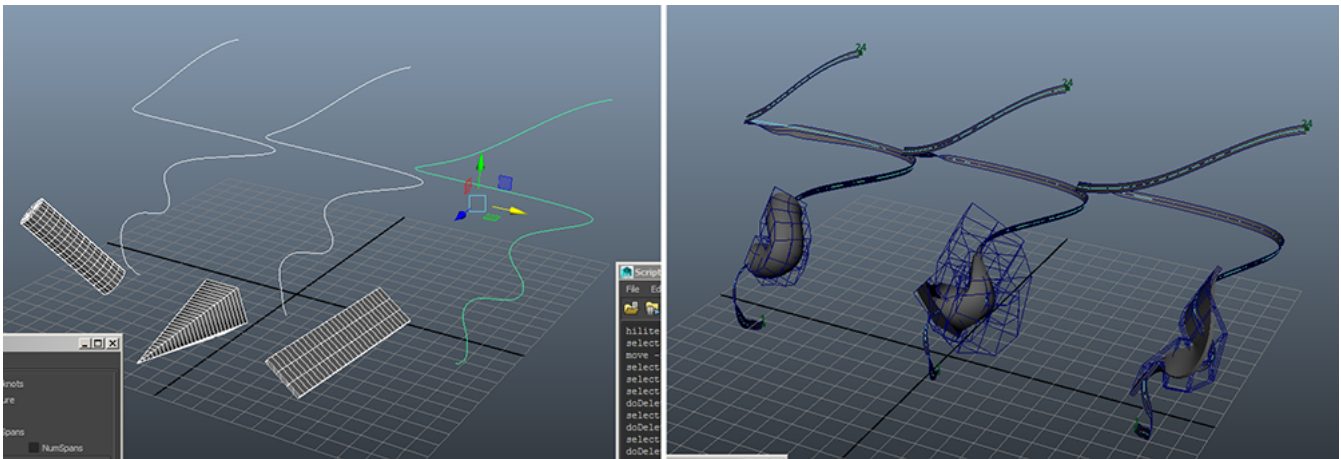 24
24
24
Script
File Ed
hilite
select
move -
select
select
select
doDele
select
doDele
select
doDele
knots
ure
Spans
NumSpans